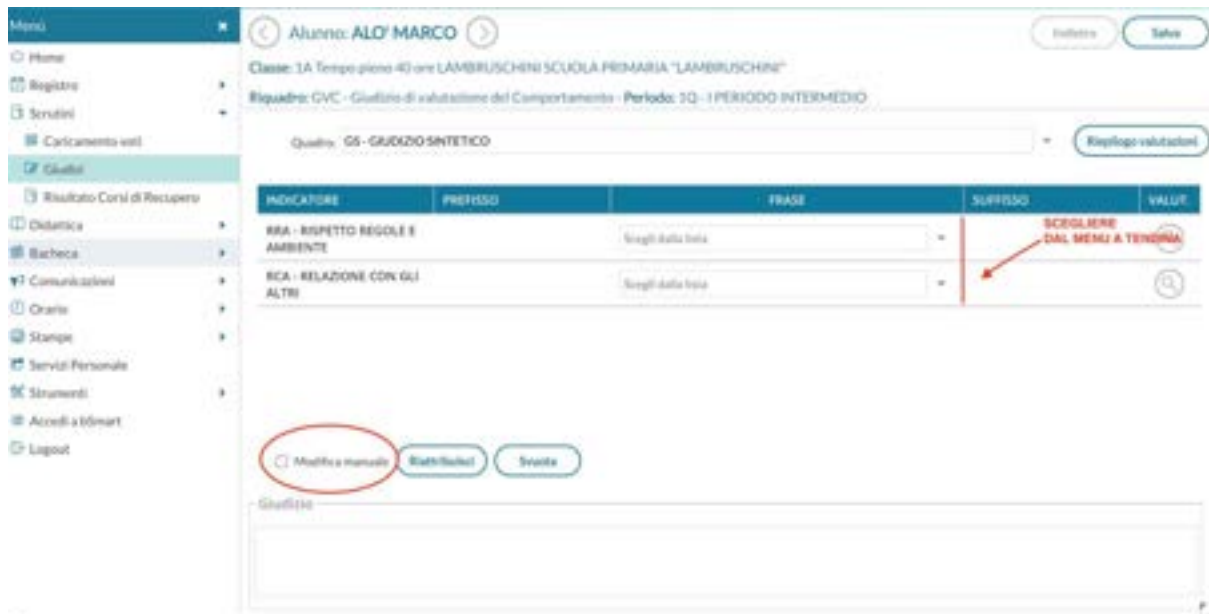 Menù
Home
Registro
Scrutini
Caricamento voti
Giudizi
Risultato Corsi di Recupero
Didattica
Bacheca
Comunicazioni
Orario
Stampe
Servizi Personale
Strumenti
Accedi a bSmart
Logout
Alunno: ALO' MARCO
Indietro
Salva
Classe: 1A Tempo pieno 40 ore LAMBRUSCHINI SCUOLA PRIMARIA "LAMBRUSCHINI"
Riquadro: GVC - Giudizio di valutazione del Comportamento - Periodo: 1Q - I PERIODO INTERMEDIO
Quadro: GS - GIUDIZIO SINTETICO
Riepilogo valutazioni
INDICATORE PREFISSO FRASE SUFFISSO VALUT.
RRA - RISPETTO REGOLE E
AMBIENTE
Scegli dalla lista
SCEGLIERE
DAL MENU A TENDINA
RCA - RELAZIONE CON GLI
ALTRI
Scegli dalla lista
Modifica manuale
Riattribuisci
Svuota
Giudizio